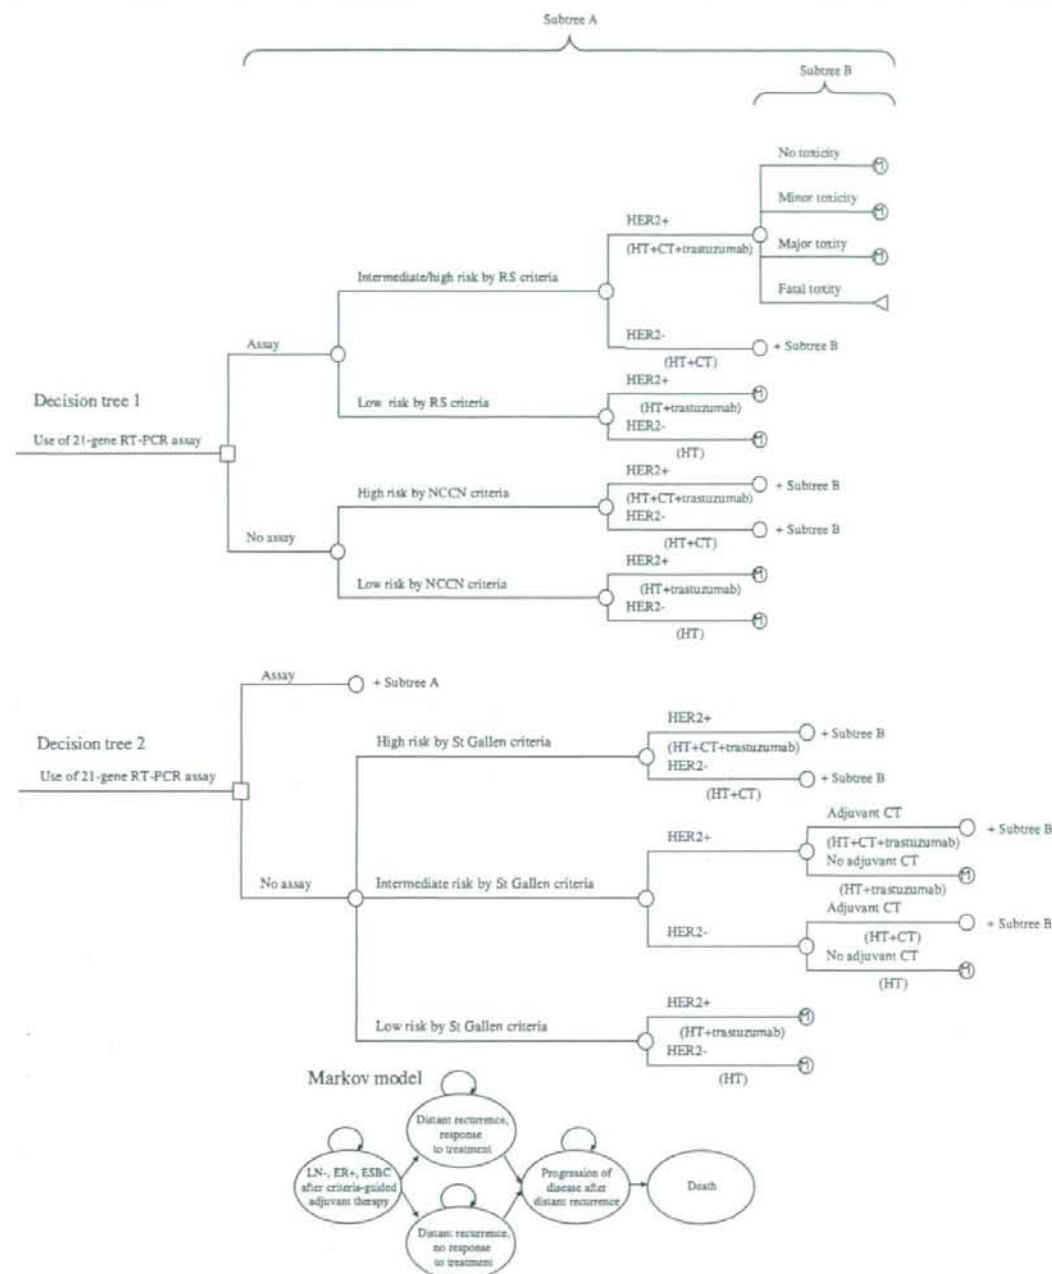 Subtree A
Subtree B
No toxicity
Minor toxicity
HER2+
(HT+CT+trastuzumab)
Major toxity
Intermediate/high risk by RS criteria
Fatal toxity
HER2-
Assay
+ Subtree B
(HT+CT)
HER2+
Decision tree 1
Low risk by RS criteria
(HT+trastuzumab)
HER2-
Use of 21-gene RT-PCR assay
(HT)
HER2+
High risk by NCCN criteria
+ Subtree B
(HT+CT+trastuzumab)
HER2-
No assay
+ Subtree B
(HT+CT)
HER2+
Low risk by NCCN criteria
(HT+trastuzumab)
HER2-
(HT)
Assay
+ Subtree A
HER2+
Decision tree 2
High risk by St Gallen criteria
+ Subtree B
(HT+CT+trastuzumab)
HER2-
Use of 21-gene RT-PCR assay
+ Subtree B
(HT+CT)
Adjuvant CT
HER2+
+ Subtree B
(HT+CT+trastuzumab)
No adjuvant CT
No assay
Intermediate risk by St Gallen criteria
(HT+trastuzumab)
Adjuvant CT
HER2-
+ Subtree B
(HT+CT)
No adjuvant CT
(HT)
HER2+
Low risk by St Gallen criteria
(HT+trastuzumab)
HER2-
(HT)
Markov model
Distant recurrence,
response
to treatment
LN-, ER+, ESBC
after criteria-guided
adjuvant therapy
Progression of
disease after
distant recurrence
Death
Distant recurrence,
no response
to treatment
M
M
M
M
M
M
M
M
M
M
M